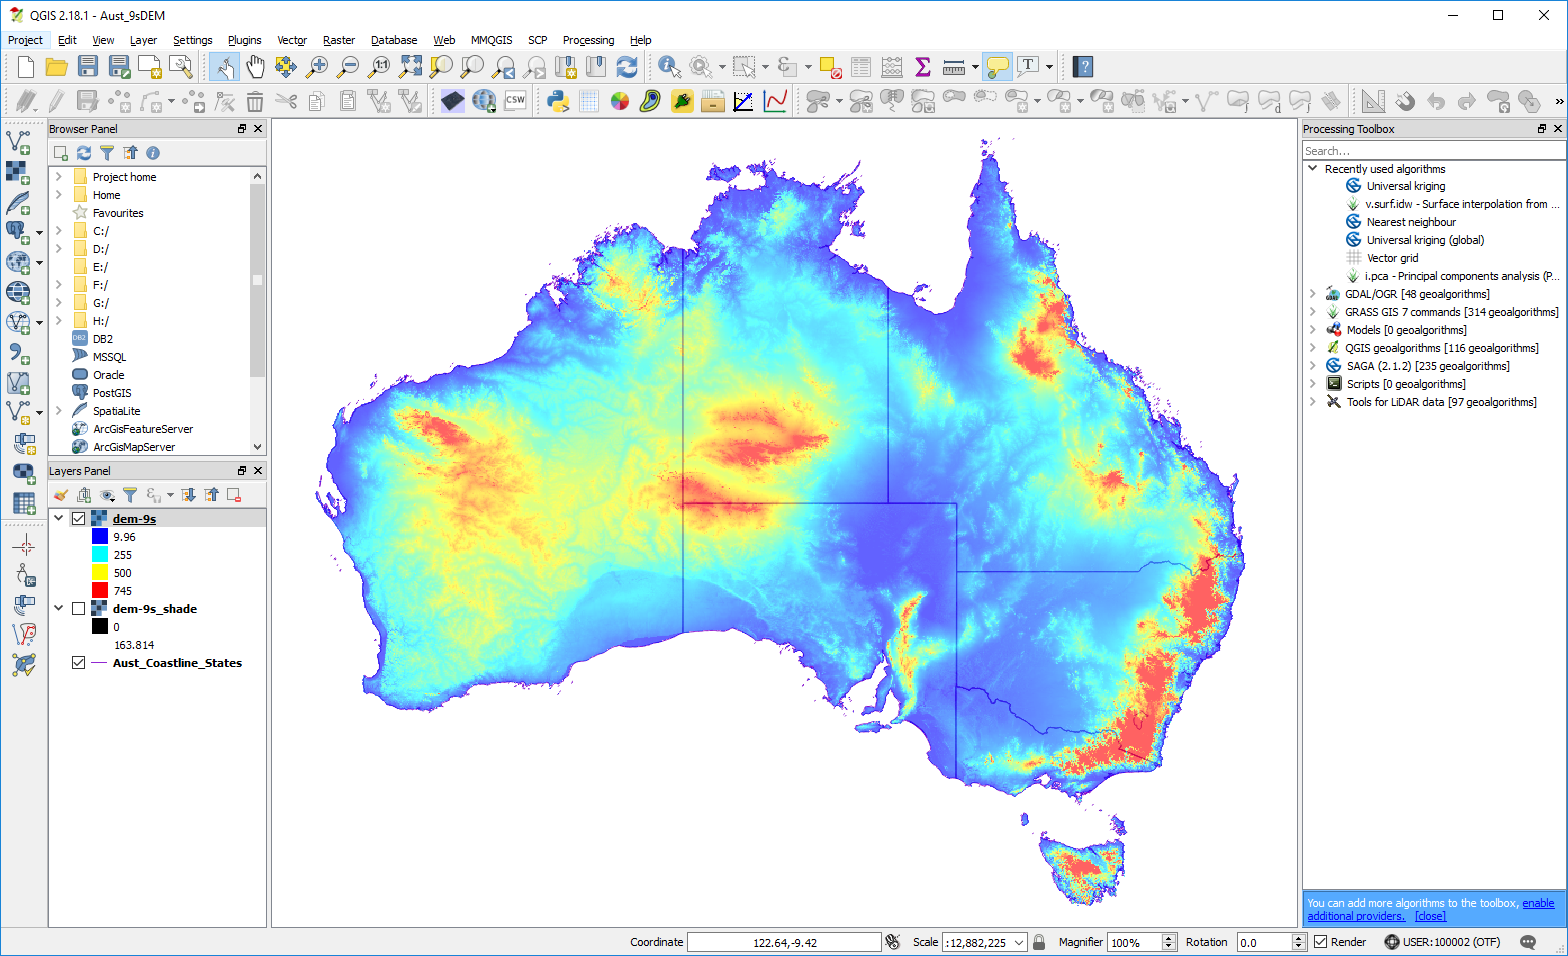 QGIS 2.18.1 - Aust_9sDEM
Project Edit View Layer Settings Plugins Vector Raster Database Web MMQGIS SCP Processing Help
1:1
T
?
CSW
Browser Panel
Project home
Home
Favourites
C:/
D:/
E:/
F:/
G:/
H:/
DB2 DB2
MSSQL
Oracle
PostGIS
SpatiaLite
ArcGisFeatureServer
ArcGisMapServer
Layers Panel
dem-9s
9.96
255
500
745
dem-9s_shade
0
163.814
Aust_Coastline_States
Processing Toolbox
Search...
Recently used algorithms
Universal kriging
v.surf.idw - Surface interpolation from ...
Nearest neighbour
Universal kriging (global)
Vector grid
i.pca - Principal components analysis (P...
GDAL/OGR [48 geoalgorithms]
GRASS GIS 7 commands [314 geoalgorithms]
Models [0 geoalgorithms]
QGIS geoalgorithms [116 geoalgorithms]
SAGA (2.1.2) [235 geoalgorithms]
Scripts [0 geoalgorithms]
Tools for LiDAR data [97 geoalgorithms]
You can add more algorithms to the toolbox, enable
additional providers. [close]
Coordinate 122.64,-9.42 Scale :12,882,225 Magnifier 100% Rotation 0.0 Render USER:100002 (OTF)